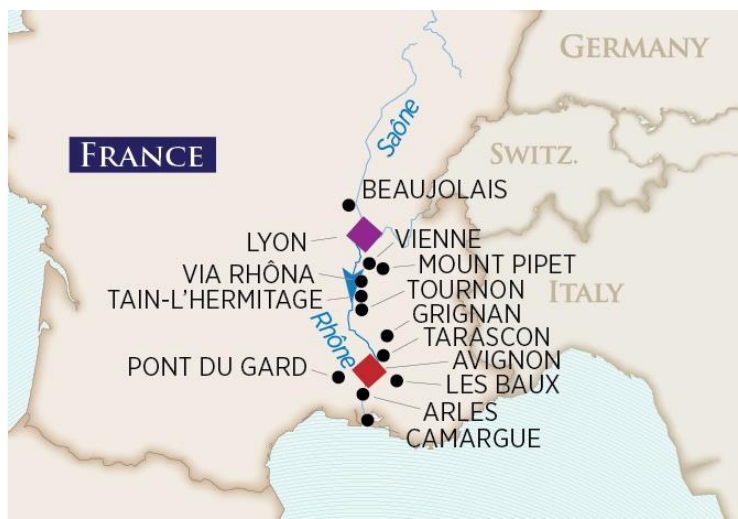 GERMANY
Saône
FRANCE
SWITZ.
BEAUJOLAIS
LYON
VIENNE
MOUNT PIPET
VIA RHÔNA
TAIN-L'HERMITAGE
TOURNON
ITALY
GRIGNAN
Rhône
TARASCON
AVIGNON
PONT DU GARD
LES BAUX
ARLES
CAMARGUE